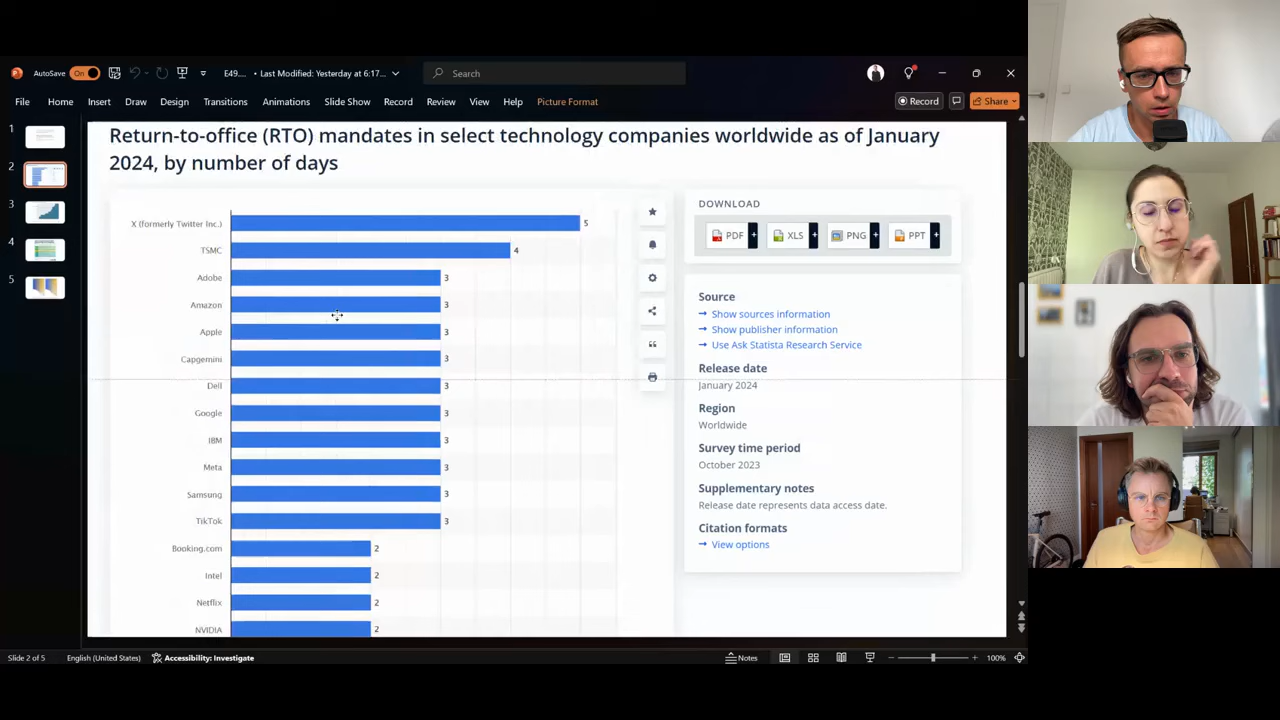 AutoSave On E49.... • Last Modified: Yesterday at 6:17... Search
File Home Insert Draw Design Transitions Animations Slide Show Record Review View Help Picture Format Record Share
1
2
3
4
5
Return-to-office (RTO) mandates in select technology companies worldwide as of January
2024, by number of days
X (formerly Twitter Inc.) 5
TSMC 4
Adobe 3
Amazon 3
Apple 3
Capgemini 3
Dell 3
Google 3
IBM 3
Meta 3
Samsung 3
TikTok 3
Booking.com 2
Intel 2
Netflix 2
NVIDIA 2
DOWNLOAD
PDF + XLS + PNG + PPT +
Source
→ Show sources information
→ Show publisher information
→ Use Ask Statista Research Service
Release date
January 2024
Region
Worldwide
Survey time period
October 2023
Supplementary notes
Release date represents data access date.
Citation formats
→ View options
Slide 2 of 5 English (United States) Accessibility: Investigate Notes 100%